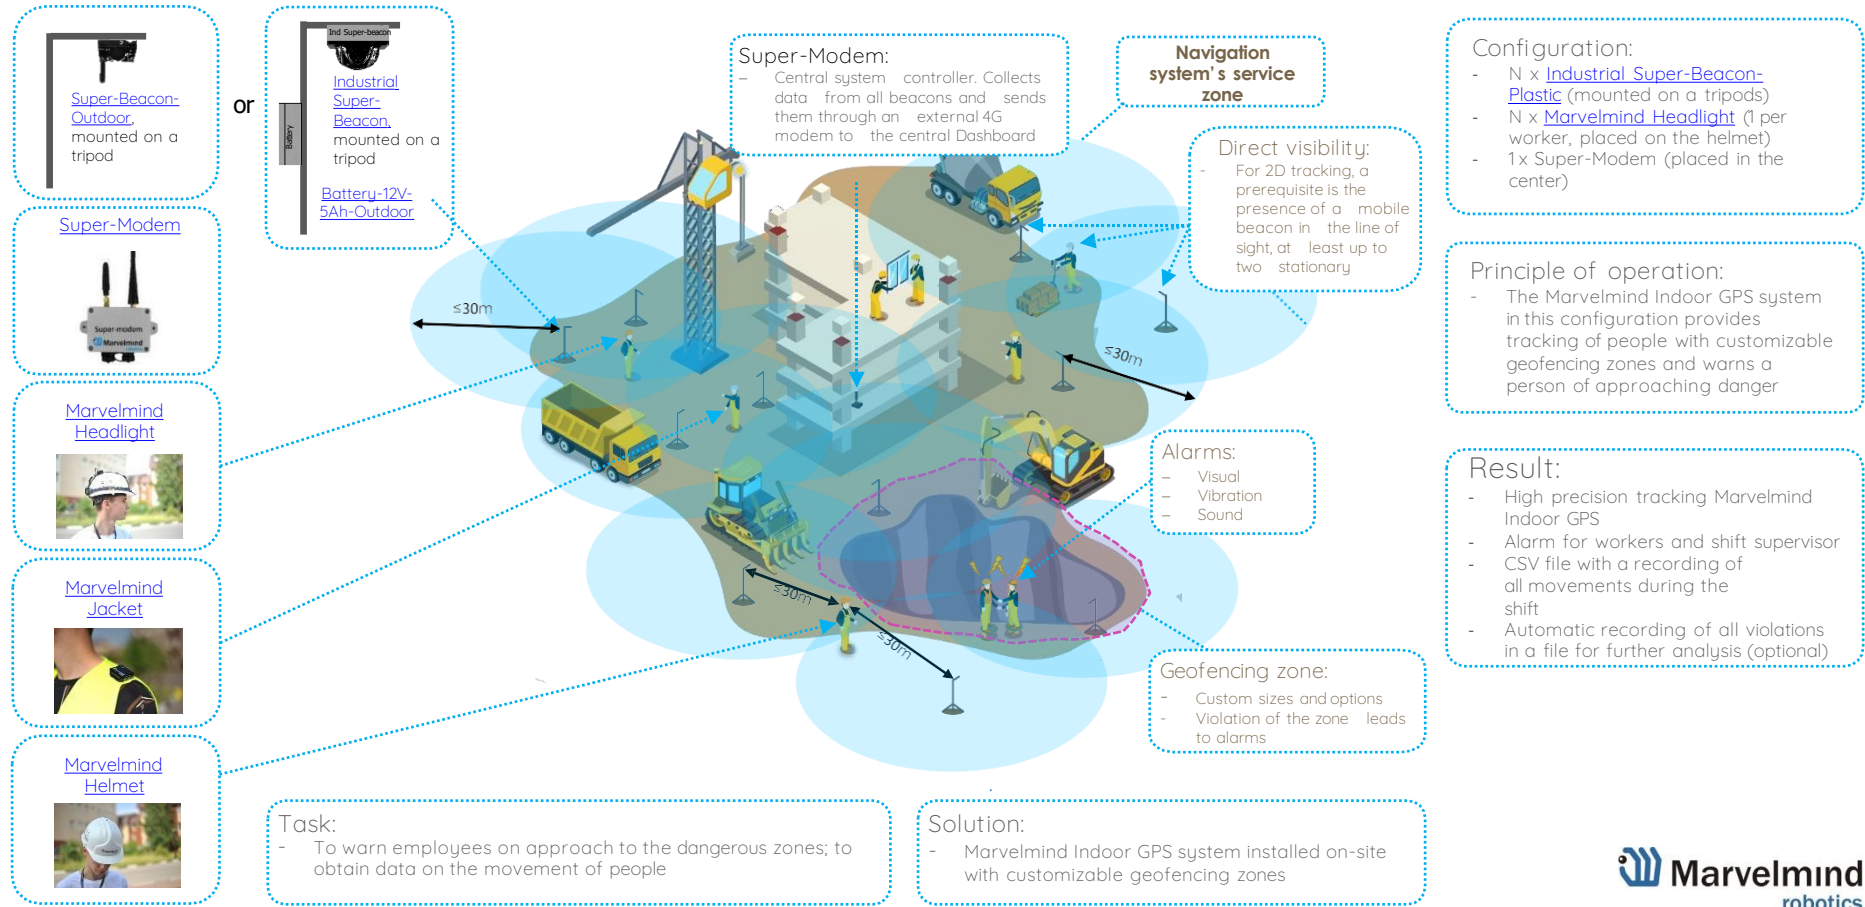 Super-Beacon-
Outdoor,
mounted on a
tripod
or
Ind Super-beacon
Battery
Industrial
Super-
Beacon,
mounted on a
tripod
Battery-12V-
5Ah-Outdoor
Super-Modem
Super-modem
Marvelmind
robotics
Marvelmind
Headlight
Marvelmind
Jacket
Marvelmind
Helmet
Super-Modem:
- Central system controller. Collects
data from all beacons and sends
them through an external 4G
modem to the central Dashboard
Navigation
system's service
zone
Direct visibility:
- For 2D tracking, a
prerequisite is the
presence of a mobile
beacon in the line of
sight, at least up to
two stationary
≤30m
≤30m
≤30m
≤30m
Alarms:
- Visual
- Vibration
- Sound
Geofencing zone:
- Custom sizes and options
- Violation of the zone leads
to alarms
Task:
- To warn employees on approach to the dangerous zones; to
obtain data on the movement of people
Solution:
- Marvelmind Indoor GPS system installed on-site
with customizable geofencing zones
Configuration:
- N x Industrial Super-Beacon-
Plastic (mounted on a tripods)
- N x Marvelmind Headlight (1 per
worker, placed on the helmet)
- 1 x Super-Modem (placed in the
center)
Principle of operation:
- The Marvelmind Indoor GPS system
in this configuration provides
tracking of people with customizable
geofencing zones and warns a
person of approaching danger
Result:
- High precision tracking Marvelmind
Indoor GPS
- Alarm for workers and shift supervisor
- CSV file with a recording of
all movements during the
shift
- Automatic recording of all violations
in a file for further analysis (optional)
Marvelmind
robotics